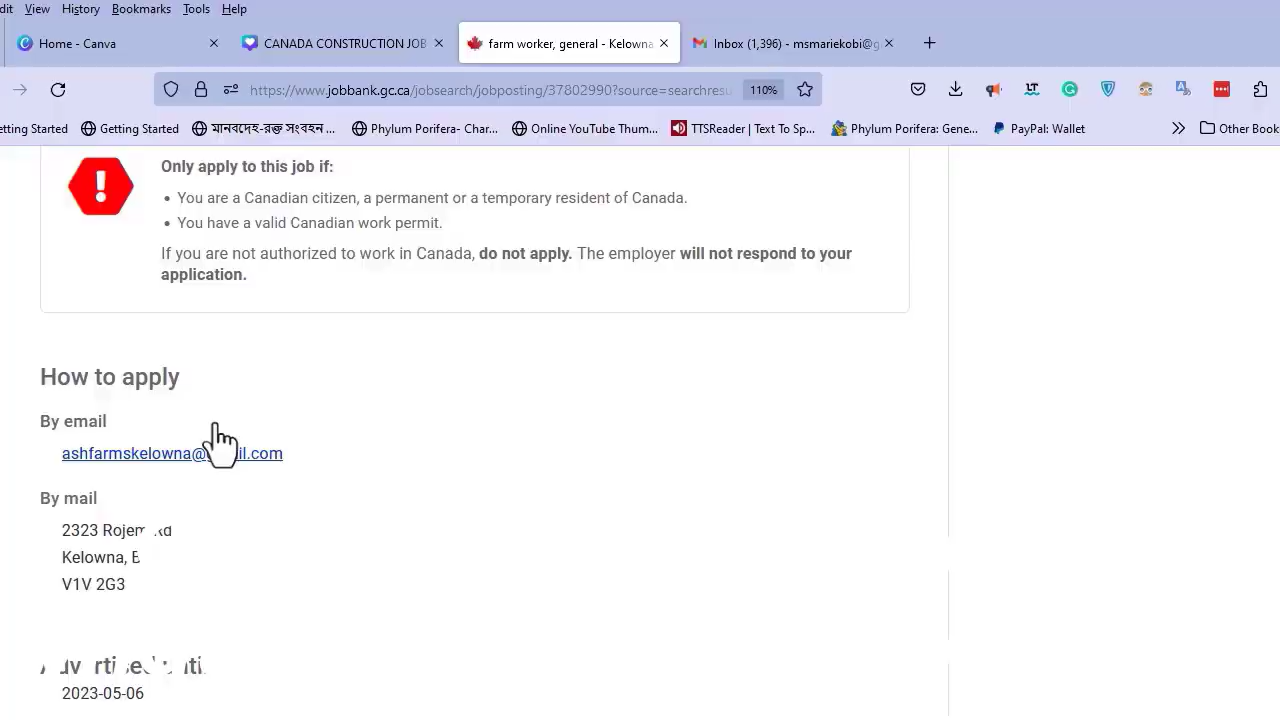 dit View History Bookmarks Tools Help
Home - Canva CANADA CONSTRUCTION JOB farm worker, general - Kelowna Inbox (1,396) - msmariekobi@g
https://www.jobbank.gc.ca/jobsearch/jobposting/37802990?source=searchresu 110%
etting Started Getting Started মানবদেহ-রক্ত সংবহন ... Phylum Porifera- Char... Online YouTube Thum... TTSReader | Text To Sp... Phylum Porifera: Gene... PayPal: Wallet Other Book
Only apply to this job if:
• You are a Canadian citizen, a permanent or a temporary resident of Canada.
• You have a valid Canadian work permit.
If you are not authorized to work in Canada, do not apply. The employer will not respond to your
application.
How to apply
By email
ashfarmskelowna@ il.com
By mail
2323
Kelowna,
V1V 2G3
2023-05-06